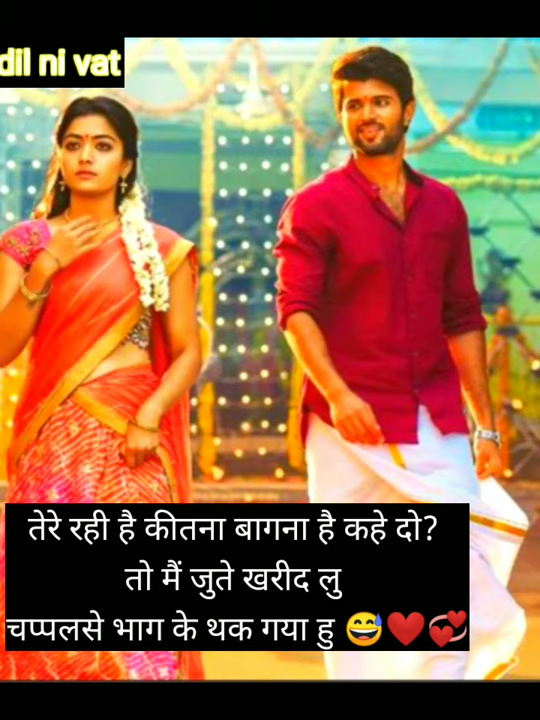 dil ni vat
तेरे रही है कीतना बागना है कहे दो?
तो मैं जुते खरीद लु
चप्पलसे भाग के थक गया हु 😅❤️💞